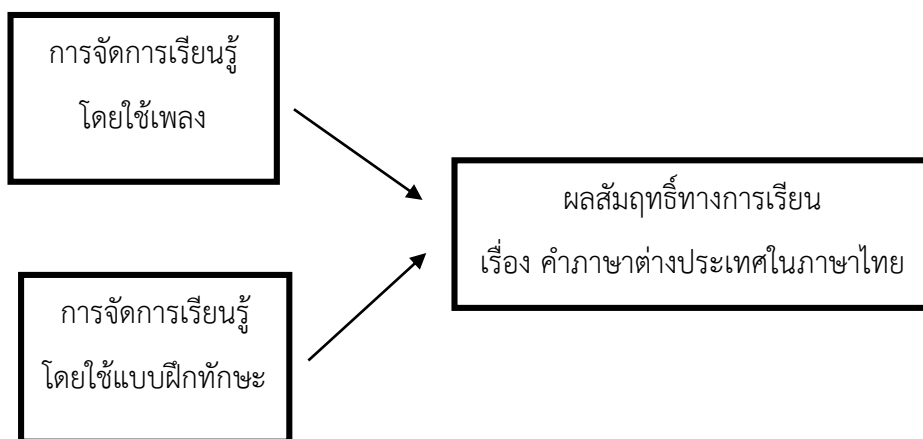 การจัดการเรียนรู้
โดยใช้เพลง
ผลสัมฤทธิ์ทางการเรียน
เรื่อง คำภาษาต่างประเทศในภาษาไทย
การจัดการเรียนรู้
โดยใช้แบบฝึกทักษะ